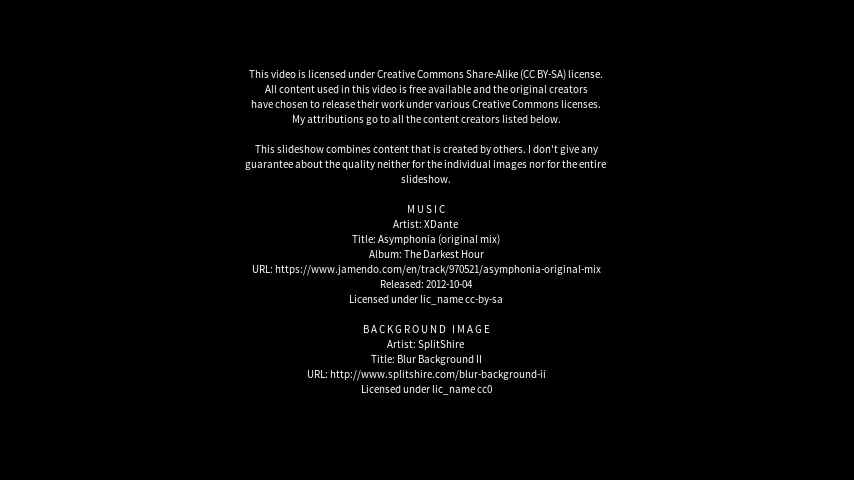 This video is licensed under Creative Commons Share-Alike (CC BY-SA) license.
All content used in this video is free available and the original creators
have chosen to release their work under various Creative Commons licenses.
My attributions go to all the content creators listed below.
This slideshow combines content that is created by others. I don't give any
guarantee about the quality neither for the individual images nor for the entire
slideshow.
MUSIC
Artist: XDante
Title: Asymphonia (original mix)
Album: The Darkest Hour
URL: https://www.jamendo.com/en/track/970521/asymphonia-original-mix
Released: 2012-10-04
Licensed under lic_name cc-by-sa
BACKGROUND IMAGE
Artist: SplitShire
Title: Blur Background II
URL: http://www.splitshire.com/blur-background-ii
Licensed under lic_name cc0